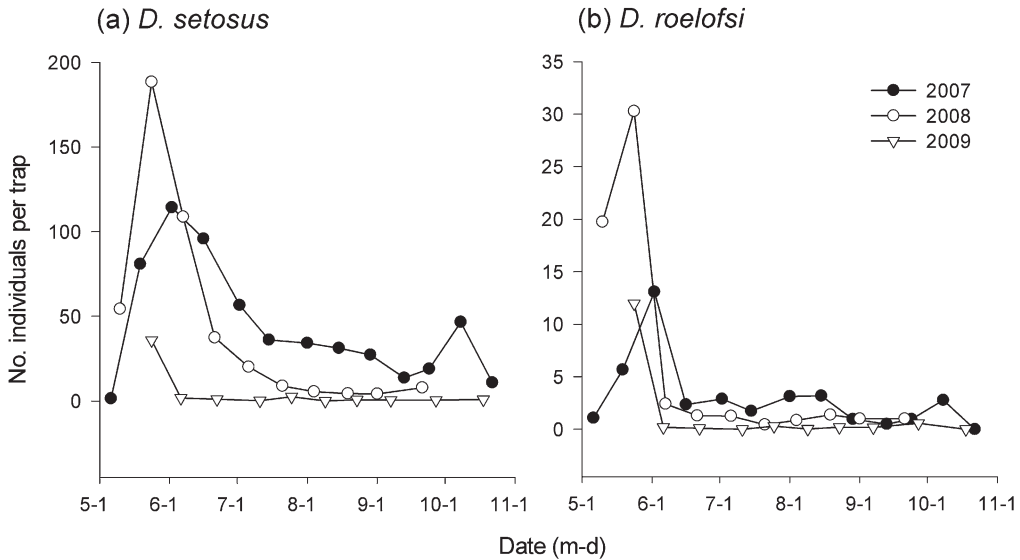 (a) D. setosus
(b) D. roelofsi
No. individuals per trap
200
150
100
50
0
5-1 6-1 7-1 8-1 9-1 10-1 11-1
35
30
25
20
15
10
5
0
5-1 6-1 7-1 8-1 9-1 10-1 11-1
2007
2008
2009
Date (m-d)